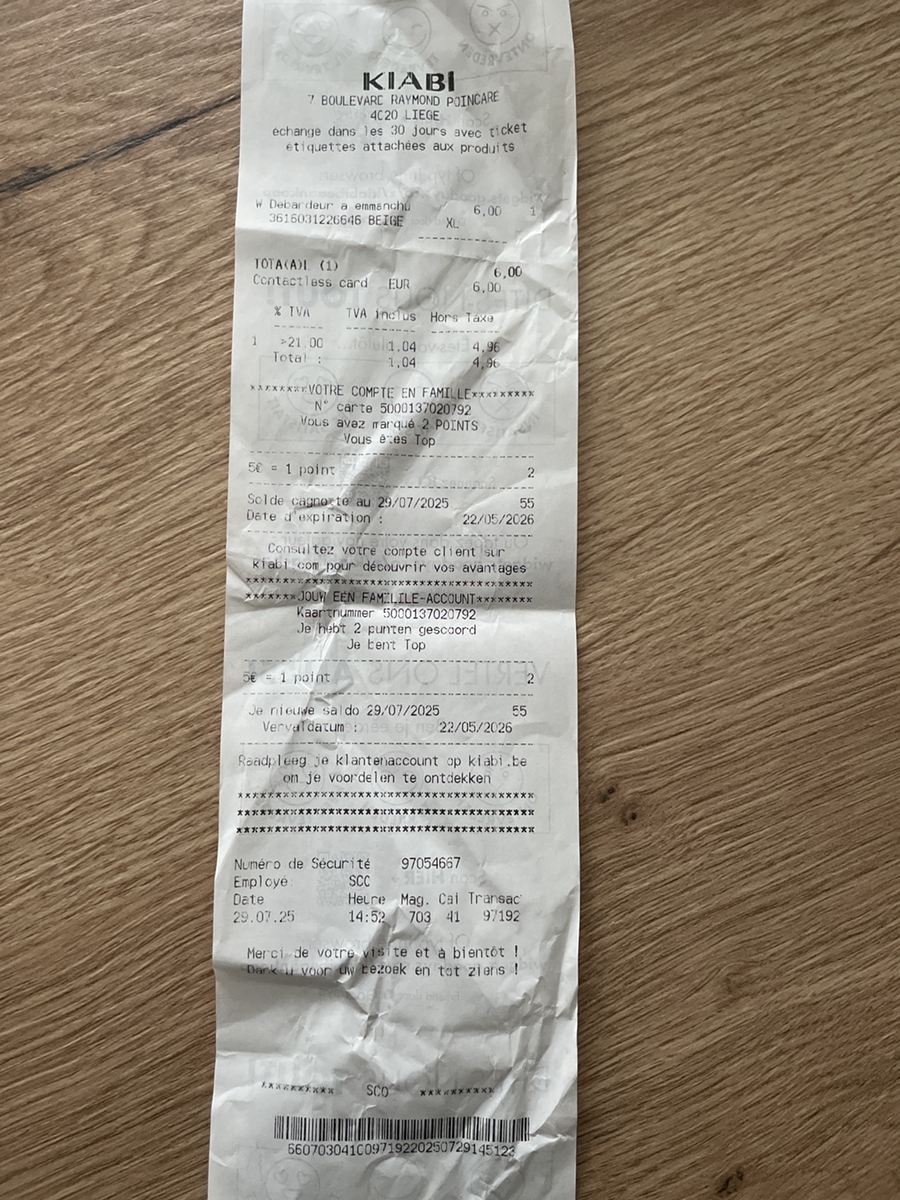 KIABI
7 BOULEVARD RAYMOND POINCARE
4020 LIEGE
échange dans les 30 jours avec ticket
étiquettes attachées aux produits
W Debardeur a emmanchu 6,00 1
3616031226646 BEIGE XL
TOTA(A)L (1) 6,00
Contactless card EUR 6,00
% TVA TVA inclus Hors Taxe
1 >21,00 1,04 4,96
Total : 1,04 4,96
********VOTRE COMPTE EN FAMILLE*********
N° carte 5000137020792
Vous avez marqué 2 POINTS
Vous êtes Top
5€ = 1 point 2
Solde cagnotte au 29/07/2025 55
Date d'expiration : 22/05/2026
Consultez votre compte client sur
kiabi.com pour découvrir vos avantages
****************************************
*******JOUW EEN FAMILILE-ACCOUNT********
Kaartnummer 5000137020792
Je hebt 2 punten gescoord
Je bent Top
5€ = 1 point 2
Je nieuwe saldo 29/07/2025 55
Vervaldatum : 22/05/2026
Raadpleeg je klantenaccount op kiabi.be
om je voordelen te ontdekken
****************************************
****************************************
****************************************
Numéro de Sécurité 97054667
Employé: SCO
Date Heure Mag. Cai Transac
29.07.25 14:52 703 41 97192
Merci de votre visite et à bientôt !
Dank u voor uw bezoek en tot ziens !
********** SCO **********
660703041009719220250729145123